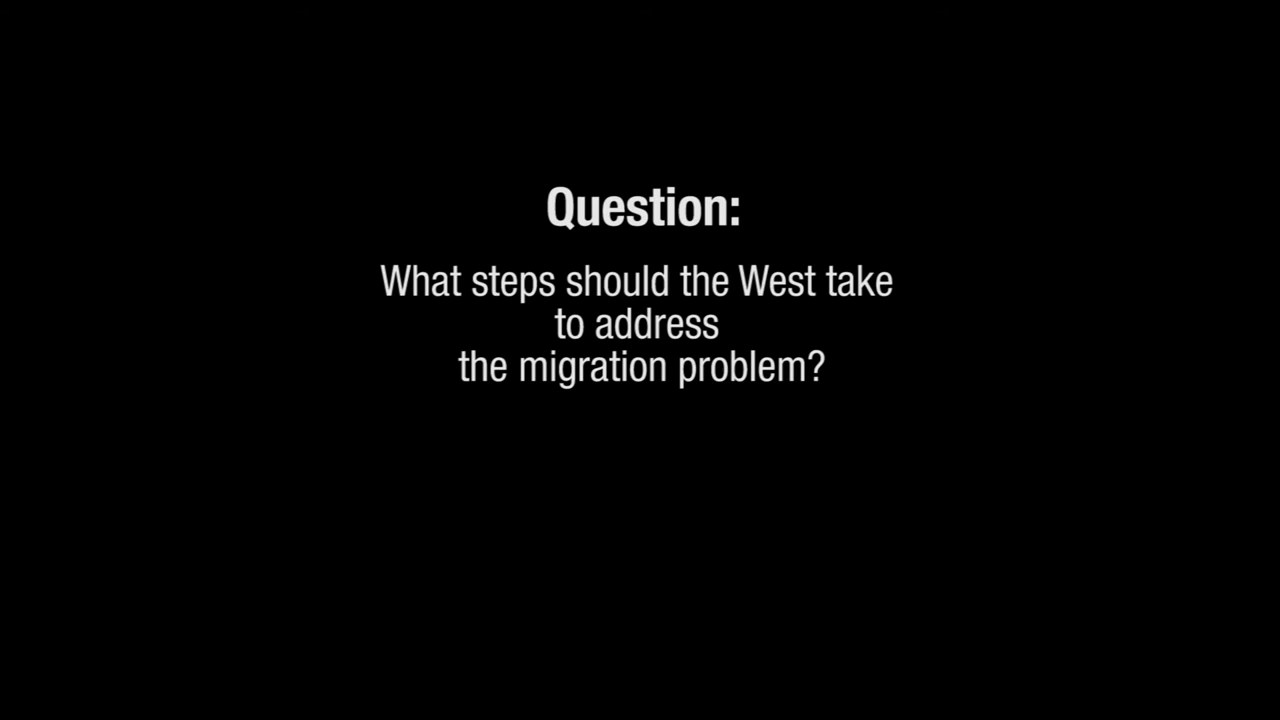 Question:
What steps should the West take
to address
the migration problem?